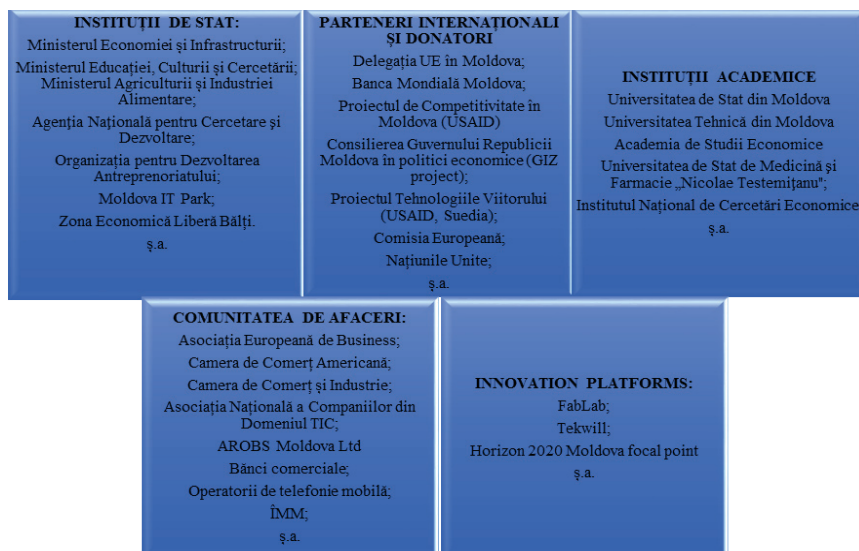 INSTITUȚII DE STAT:
Ministerul Economiei și Infrastructurii;
Ministerul Educației, Culturii și Cercetării;
Ministerul Agriculturii și Industriei
Alimentare;
Agenția Națională pentru Cercetare și
Dezvoltare;
Organizația pentru Dezvoltarea
Antreprenoriatului;
Moldova IT Park;
Zona Economică Liberă Bălți.
ș.a.
PARTENERI INTERNAȚIONALI
ȘI DONATORI
Delegația UE în Moldova;
Banca Mondială Moldova;
Proiectul de Competitivitate în
Moldova (USAID)
Consilierea Guvernului Republicii
Moldova în politici economice (GIZ
project);
Proiectul Tehnologiile Viitorului
(USAID, Suedia);
Comisia Europeană;
Națiunile Unite;
ș.a.
INSTITUȚII ACADEMICE
Universitatea de Stat din Moldova
Universitatea Tehnică din Moldova
Academia de Studii Economice
Universitatea de Stat de Medicină și
Farmacie „Nicolae Testemițanu";
Institutul Național de Cercetări Economice
ș.a.
COMUNITATEA DE AFACERI:
Asociația Europeană de Business;
Camera de Comerț Americană;
Camera de Comerț și Industrie;
Asociația Națională a Companiilor din
Domeniul TIC;
AROBS Moldova Ltd
Bănci comerciale;
Operatorii de telefonie mobilă;
ÎMM;
ș.a.
INNOVATION PLATFORMS:
FabLab;
Tekwill;
Horizon 2020 Moldova focal point
ș.a.